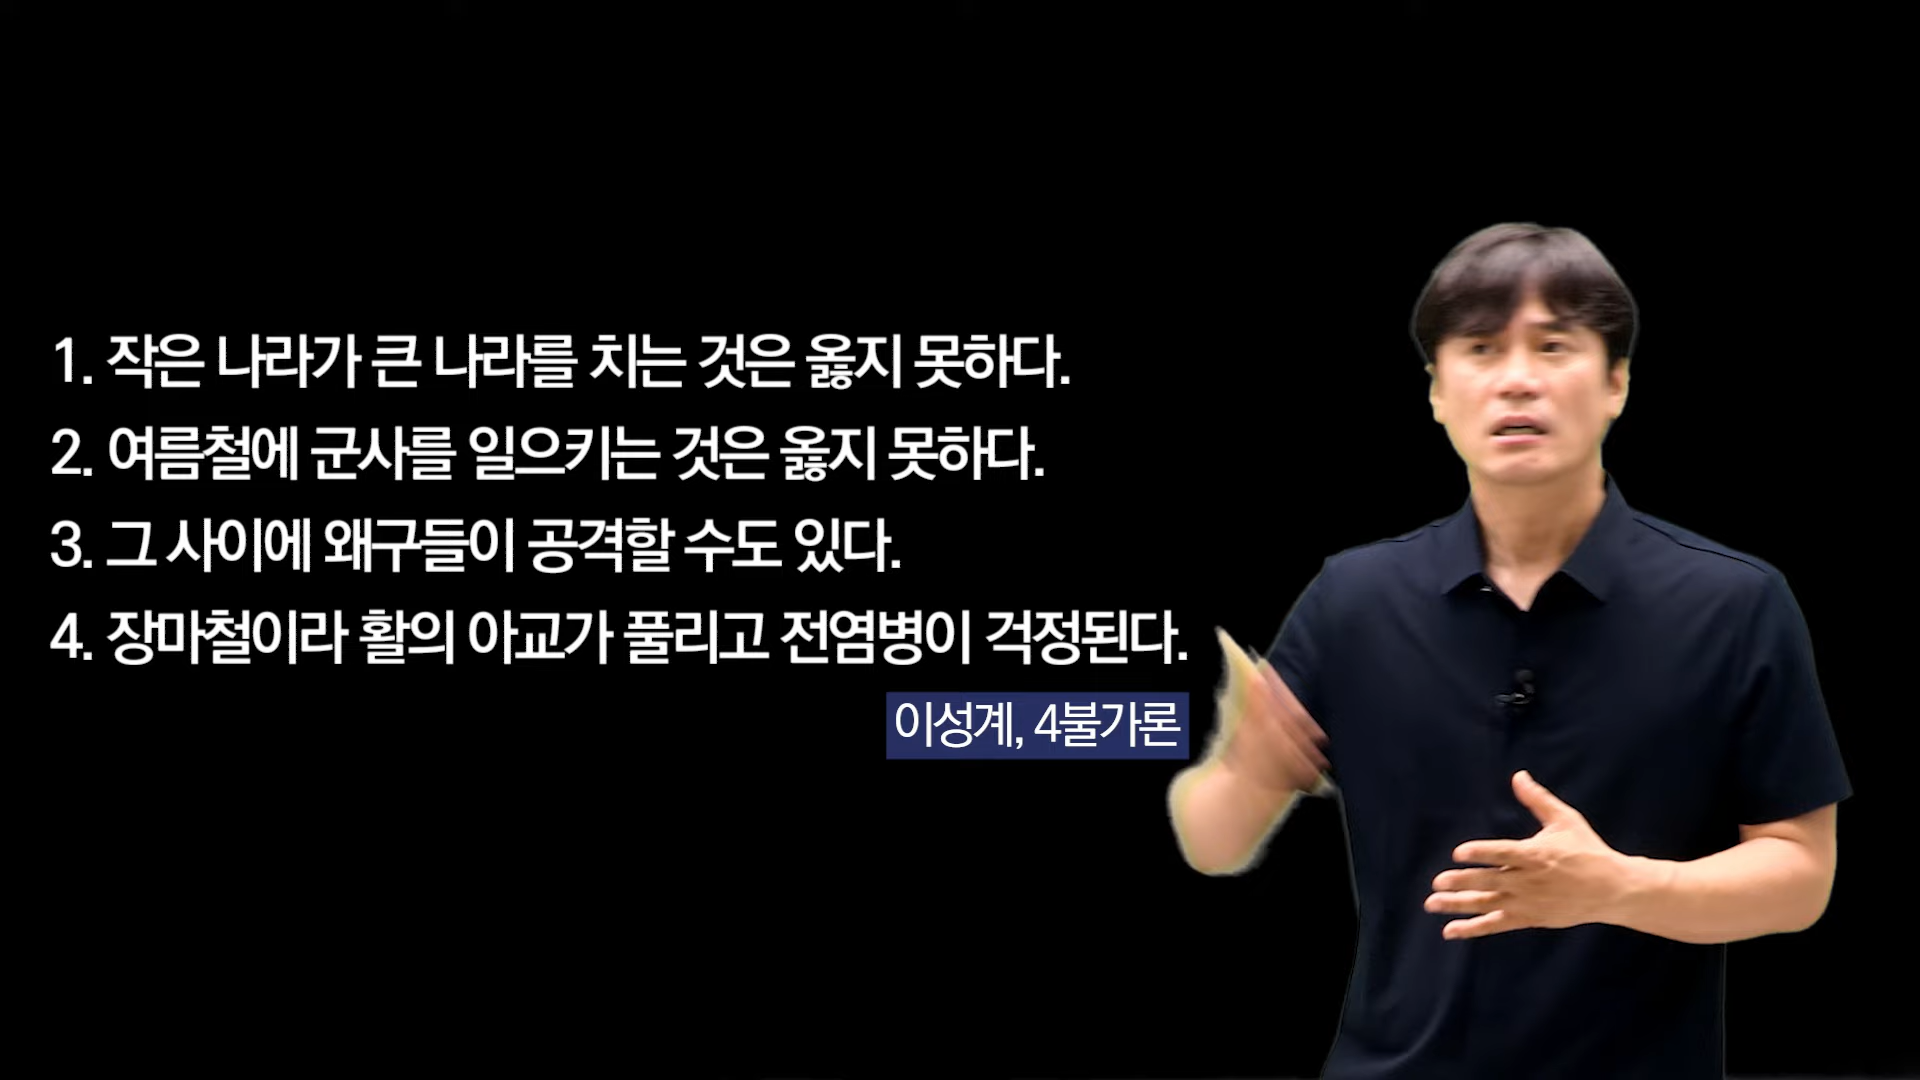 1. 작은 나라가 큰 나라를 치는 것은 옳지 못하다.
2. 여름철에 군사를 일으키는 것은 옳지 못하다.
3. 그 사이에 왜구들이 공격할 수도 있다.
4. 장마철이라 활의 아교가 풀리고 전염병이 걱정된다.
이성계, 4불가론